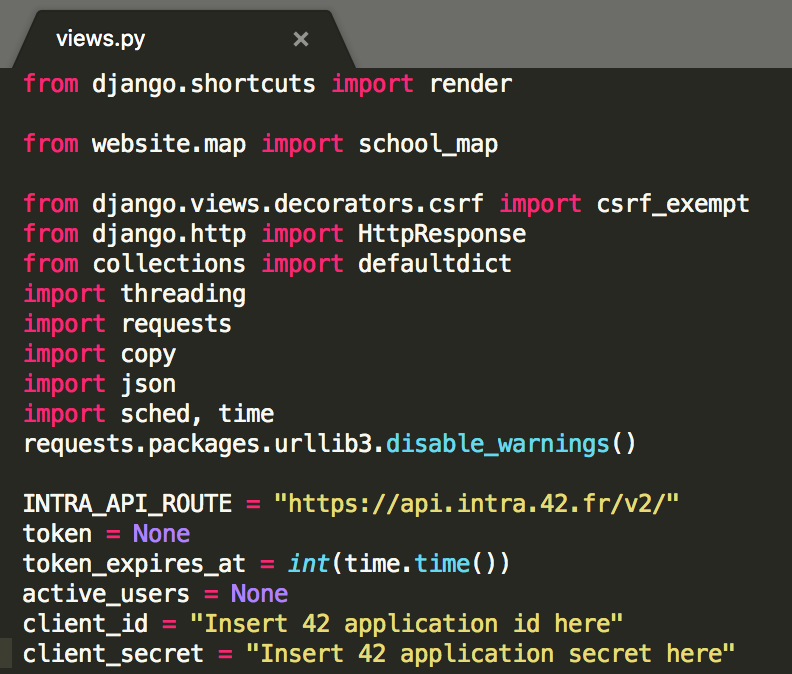 views.py ×
from django.shortcuts import render
from website.map import school_map
from django.views.decorators.csrf import csrf_exempt
from django.http import HttpResponse
from collections import defaultdict
import threading
import requests
import copy
import json
import sched, time
requests.packages.urllib3.disable_warnings()
INTRA_API_ROUTE = "https://api.intra.42.fr/v2/"
token = None
token_expires_at = int(time.time())
active_users = None
client_id = "Insert 42 application id here"
client_secret = "Insert 42 application secret here"